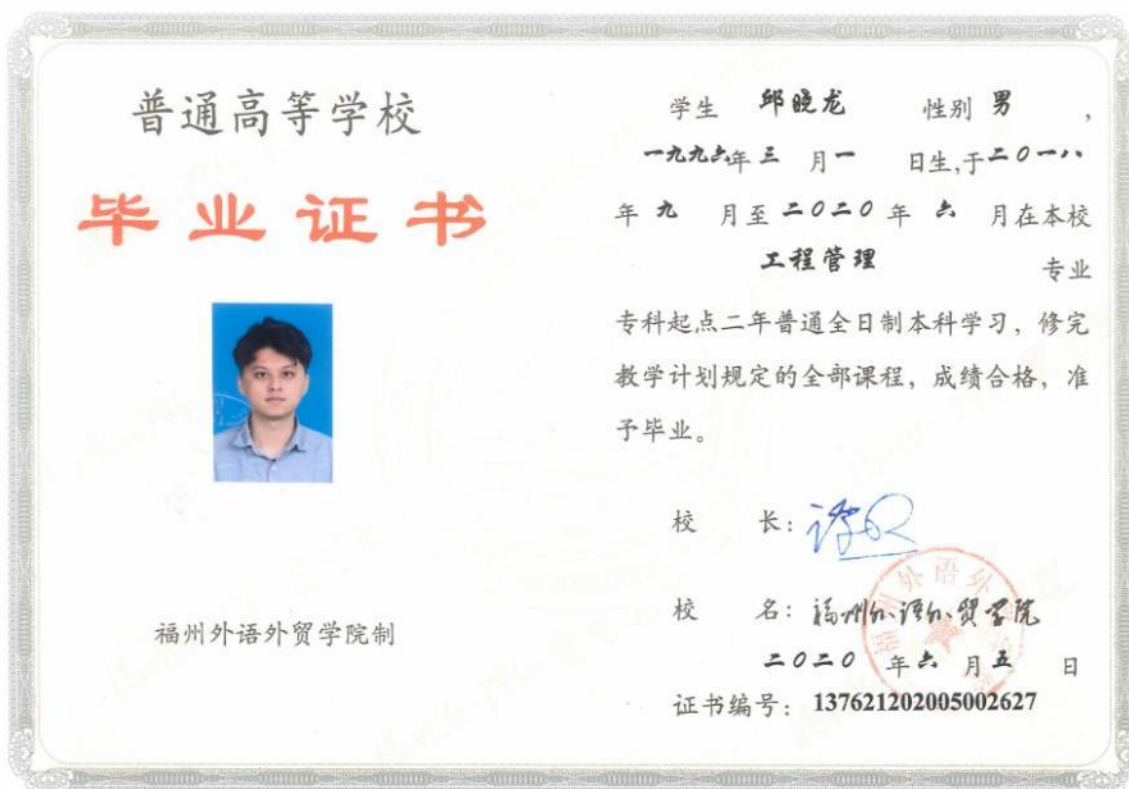 普通高等学校
毕业证书
福州外语外贸学院制
学生 邱晓龙 性别 男 ，
一九九六年 三 月 一 日生,于二0一八
年 九 月至 二0二0 年 六 月在本校
工程管理 专业
专科起点二年普通全日制本科学习，修完
教学计划规定的全部课程，成绩合格，准
予毕业。
校 长：
校 名：福州外语外贸学院
二0二0 年 六 月 五 日
证书编号：137621202005002627